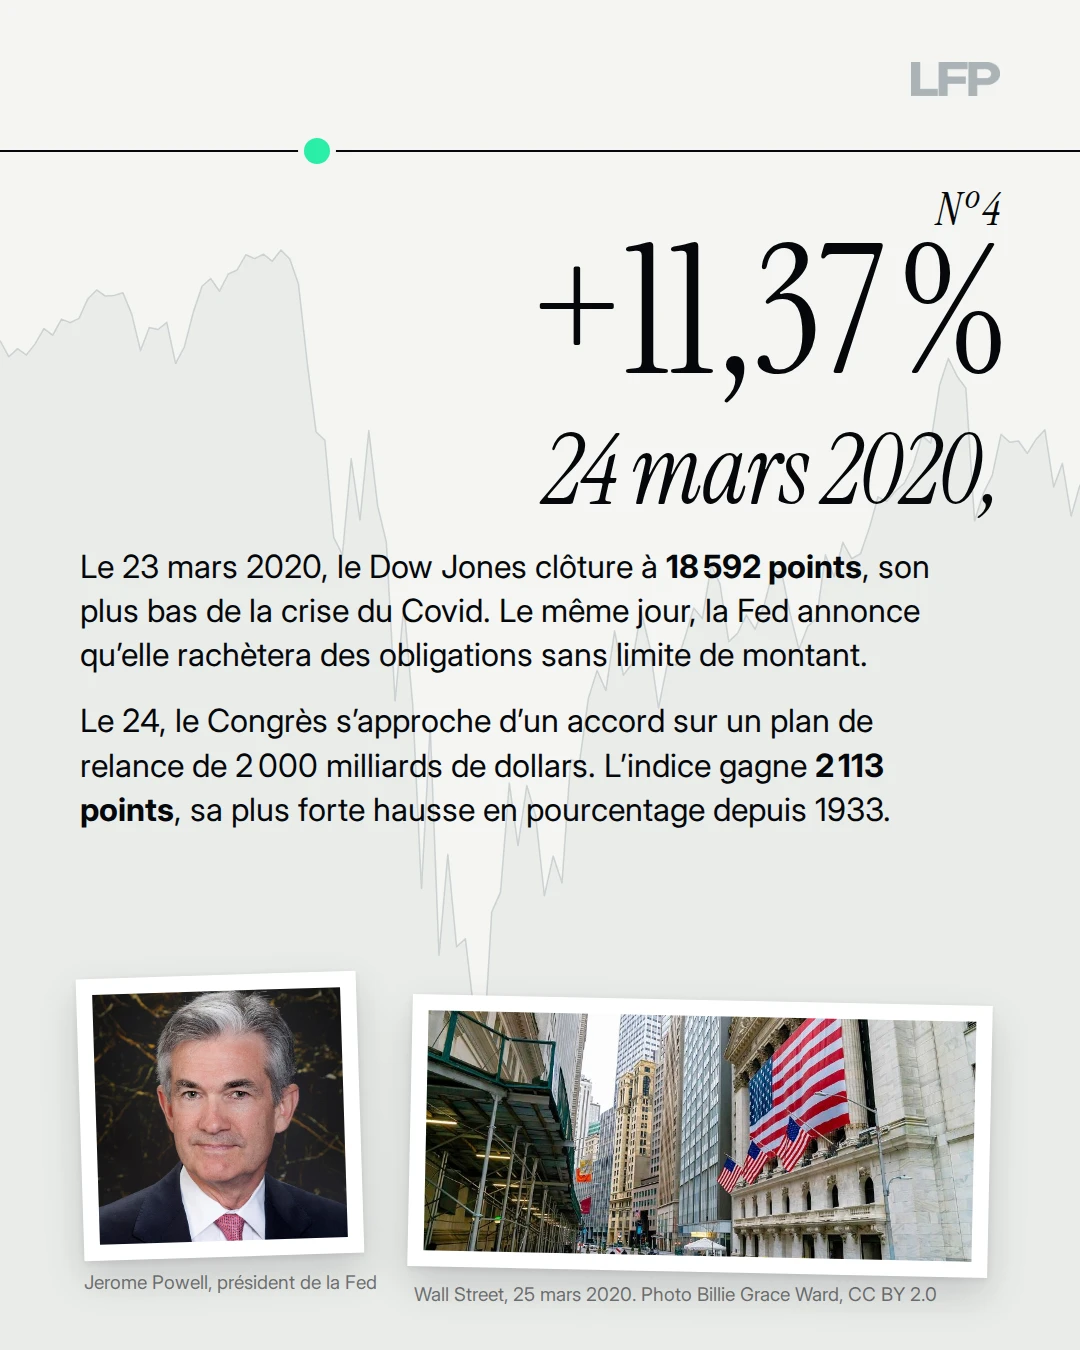 LFP
Nº4
+11,37 %
24 mars 2020,
Le 23 mars 2020, le Dow Jones clôture à 18 592 points, son
plus bas de la crise du Covid. Le même jour, la Fed annonce
qu’elle rachètera des obligations sans limite de montant.
Le 24, le Congrès s’approche d’un accord sur un plan de
relance de 2 000 milliards de dollars. L’indice gagne 2 113
points, sa plus forte hausse en pourcentage depuis 1933.
Jerome Powell, président de la Fed
Wall Street, 25 mars 2020. Photo Billie Grace Ward, CC BY 2.0